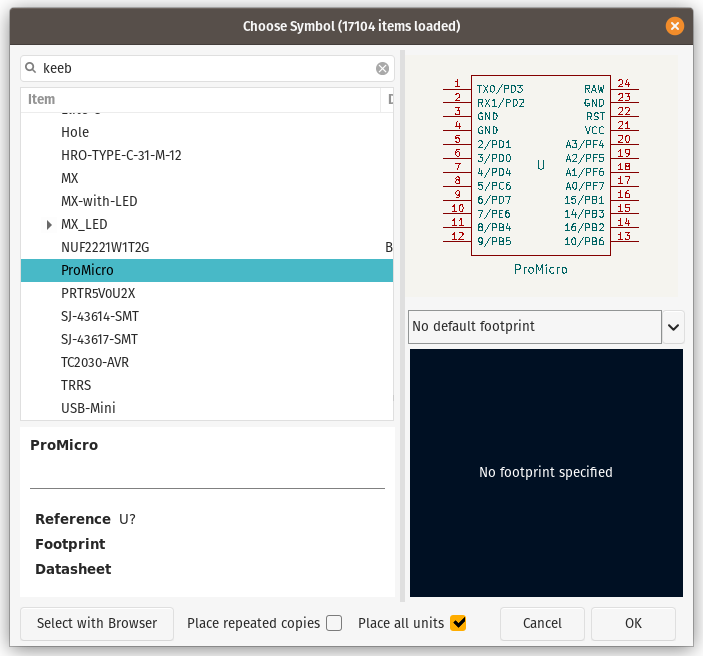 Choose Symbol (17104 items loaded)
keeb
Item
Hole
HRO-TYPE-C-31-M-12
MX
MX-with-LED
MX_LED
NUF2221W1T2G B
ProMicro
PRTR5V0U2X
SJ-43614-SMT
SJ-43617-SMT
TC2030-AVR
TRRS
USB-Mini
ProMicro
Reference U?
Footprint
Datasheet
1 TX0/PD3 RAW 24
2 RX1/PD2 GND 23
3 GND RST 22
4 GND VCC 21
5 2/PD1 A3/PF4 20
6 3/PD0 A2/PF5 19
7 4/PD4 U A1/PF6 18
8 5/PC6 A0/PF7 17
9 6/PD7 15/PB1 16
10 7/PE6 14/PB3 15
11 8/PB4 16/PB2 14
12 9/PB5 10/PB6 13
ProMicro
No default footprint
No footprint specified
Select with Browser Place repeated copies Place all units Cancel OK